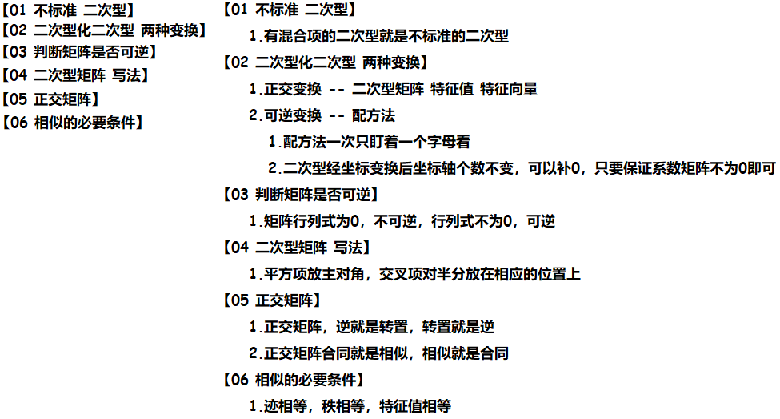 【01 不标准 二次型】
【02 二次型化二次型 两种变换】
【03 判断矩阵是否可逆】
【04 二次型矩阵 写法】
【05 正交矩阵】
【06 相似的必要条件】
【01 不标准 二次型】
1.有混合项的二次型就是不标准的二次型
【02 二次型化二次型 两种变换】
1.正交变换 -- 二次型矩阵 特征值 特征向量
2.可逆变换 -- 配方法
1.配方法一次只盯着一个字母看
2.二次型经坐标变换后坐标轴个数不变，可以补0，只要保证系数矩阵不为0即可
【03 判断矩阵是否可逆】
1.矩阵行列式为0，不可逆，行列式不为0，可逆
【04 二次型矩阵 写法】
1.平方项放主对角，交叉项对半分放在相应的位置上
【05 正交矩阵】
1.正交矩阵，逆就是转置，转置就是逆
2.正交矩阵合同就是相似，相似就是合同
【06 相似的必要条件】
1.迹相等，秩相等，特征值相等